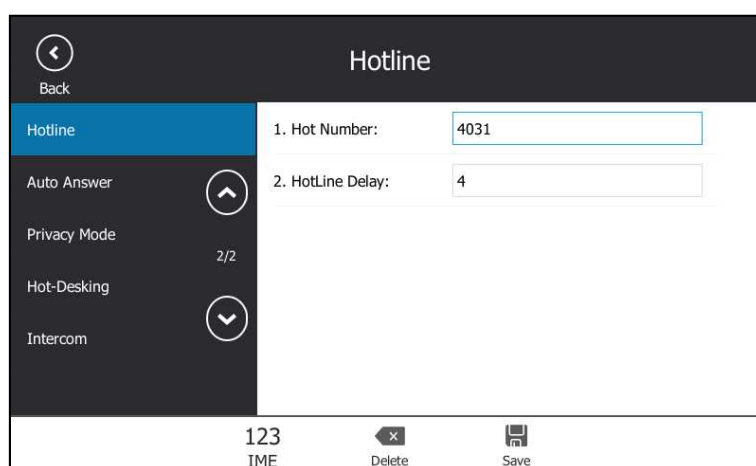 Hotline
Back
Hotline
1. Hot Number: 4031
Auto Answer
2. HotLine Delay: 4
Privacy Mode
2/2
Hot-Desking
Intercom
123
IME
Delete
Save